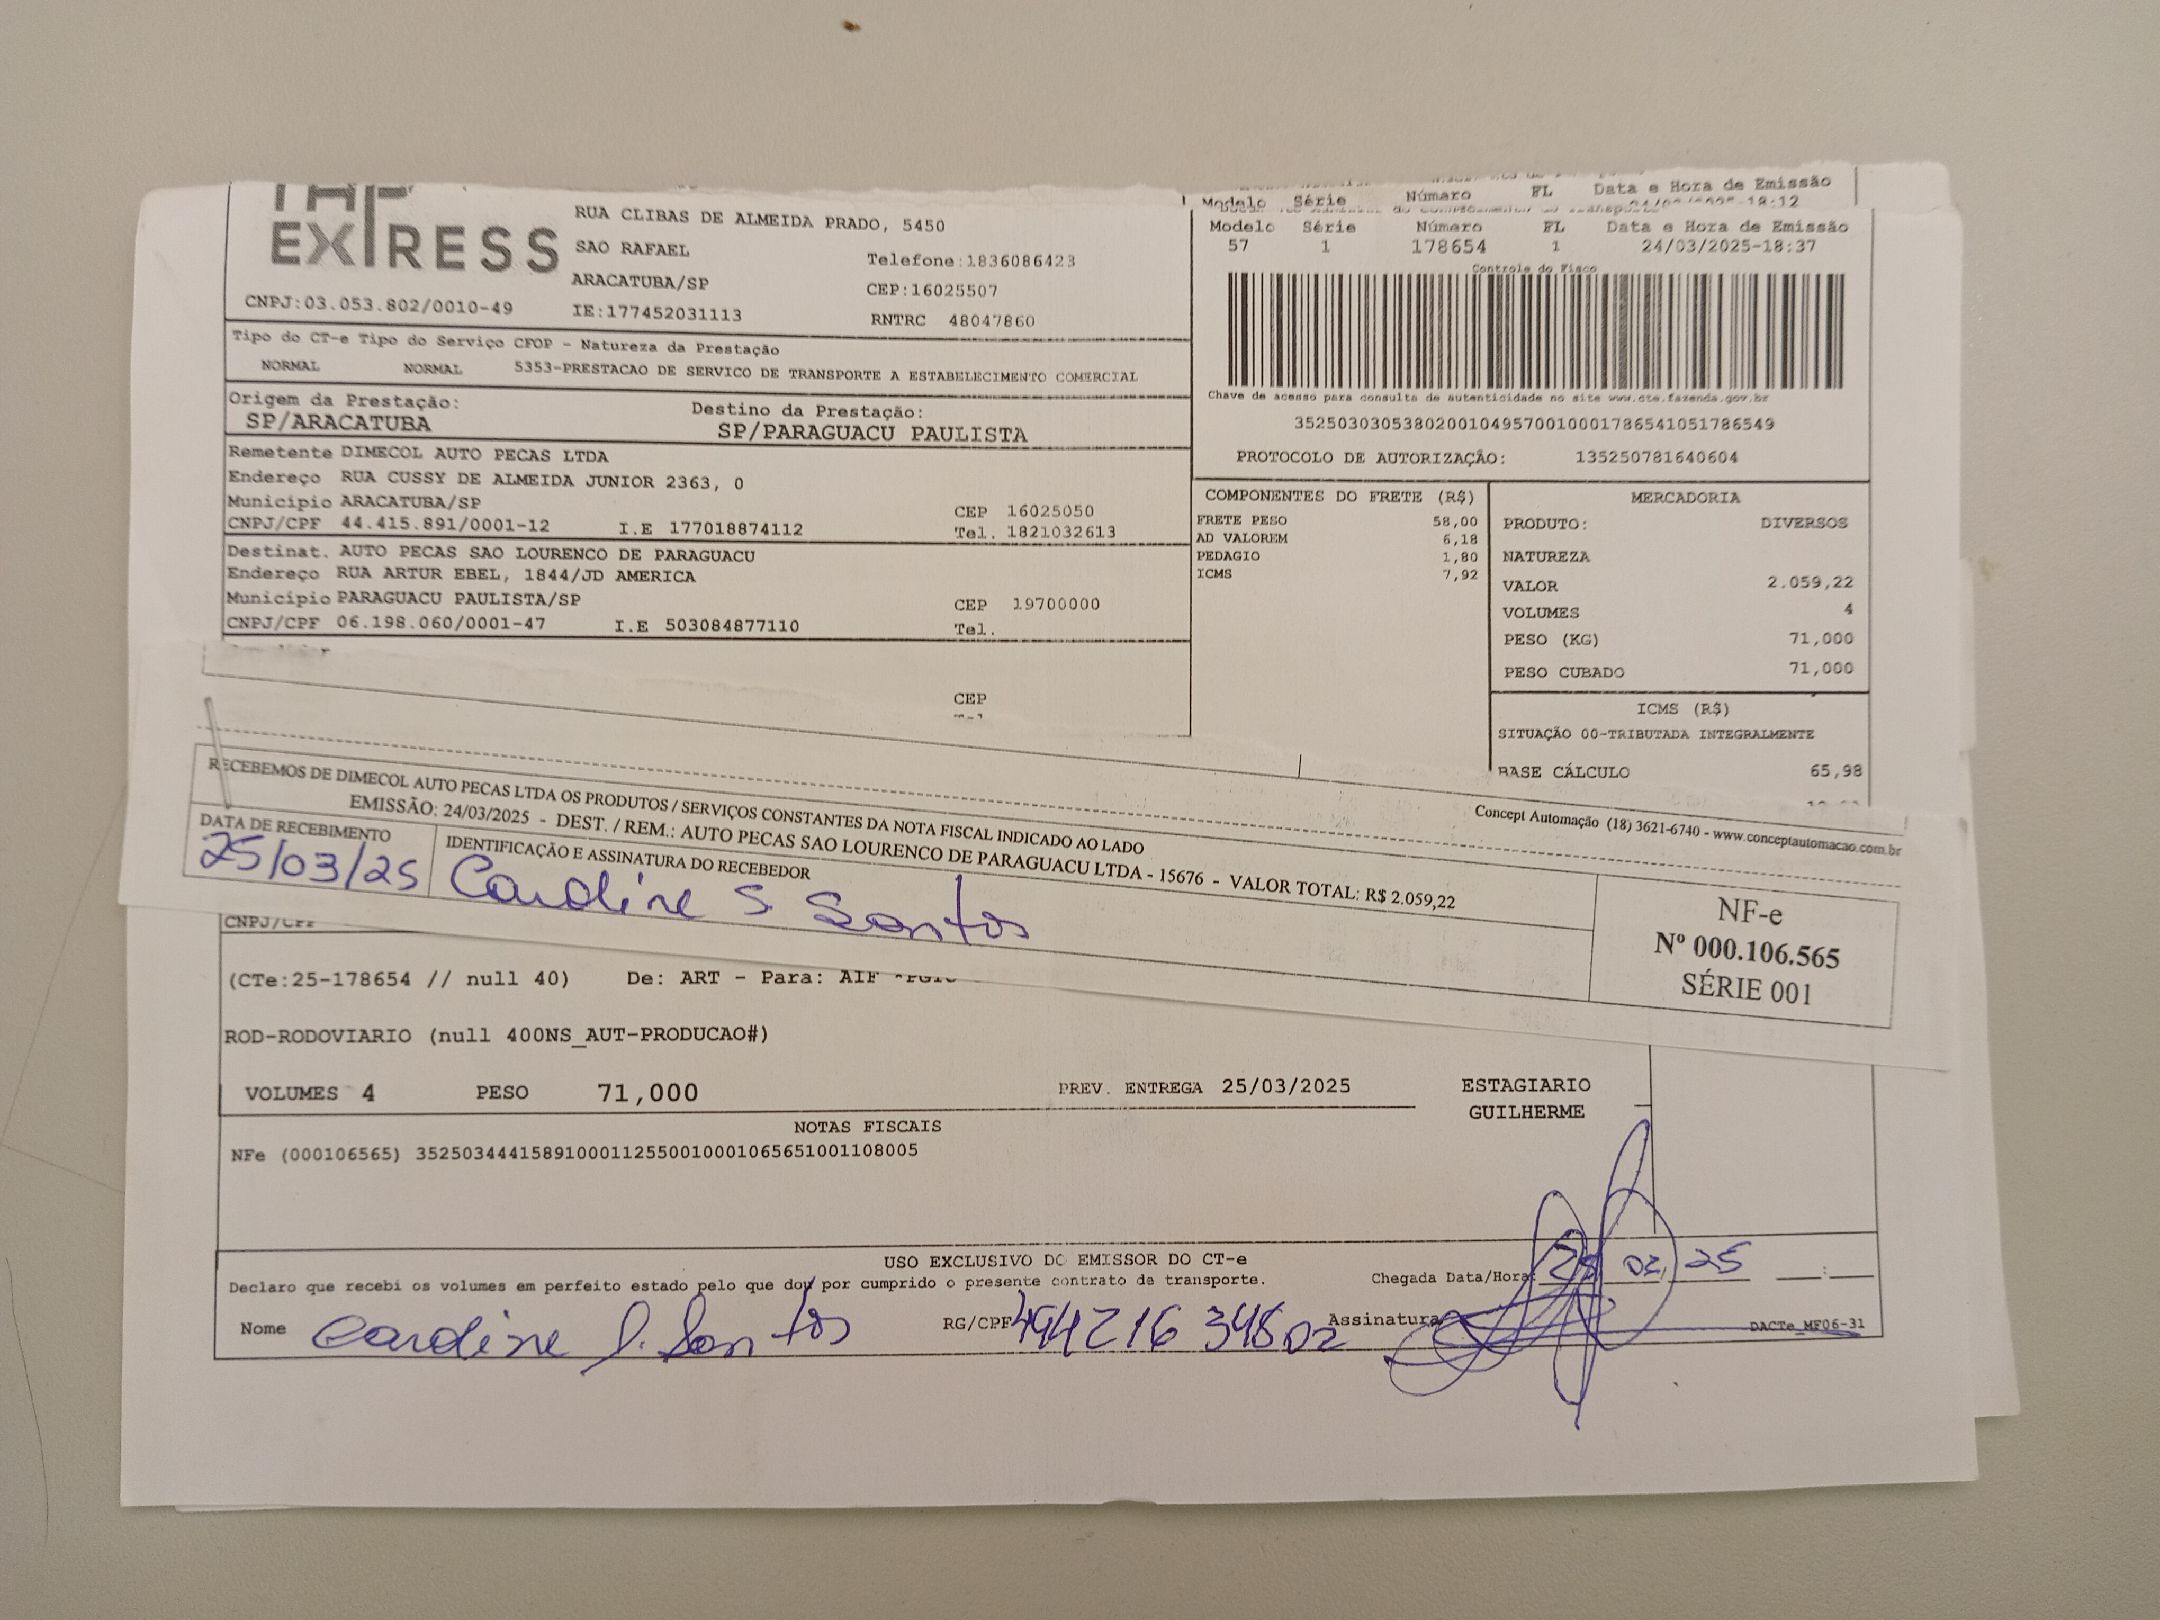 EXPRESS
CNPJ:03.053.802/0010-49
RUA CLIBAS DE ALMEIDA PRADO, 5450
SAO RAFAEL
ARACATUBA/SP
IE:177452031113
Telefone:1836086423
CEP:16025507
RNTRC 48047860
Modelo Série Número FL Data e Hora de Emissão
18:12
Modelo Série Número FL Data e Hora de Emissão
57 1 178654 1 24/03/2025-18:37
Controle do Fisco
Chave de acesso para consulta de autenticidade no site www.cte.fazenda.gov.br
35250303053802001049570010001786541051786549
PROTOCOLO DE AUTORIZAÇÃO: 135250781640604
Tipo do CT-e Tipo do Serviço CFOP - Natureza da Prestação
NORMAL NORMAL 5353-PRESTACAO DE SERVICO DE TRANSPORTE A ESTABELECIMENTO COMERCIAL
Origem da Prestação: Destino da Prestação:
SP/ARACATUBA SP/PARAGUACU PAULISTA
Remetente DIMECOL AUTO PECAS LTDA
Endereço RUA CUSSY DE ALMEIDA JUNIOR 2363, 0
Município ARACATUBA/SP CEP 16025050
CNPJ/CPF 44.415.891/0001-12 I.E 177018874112 Tel. 1821032613
Destinat. AUTO PECAS SAO LOURENCO DE PARAGUACU
Endereço RUA ARTUR EBEL, 1844/JD AMERICA
Município PARAGUACU PAULISTA/SP CEP 19700000
CNPJ/CPF 06.198.060/0001-47 I.E 503084877110 Tel.
CEP
COMPONENTES DO FRETE (R$)
FRETE PESO 58,00
AD VALOREM 6,18
PEDAGIO 1,80
ICMS 7,92
MERCADORIA
PRODUTO: DIVERSOS
NATUREZA
VALOR 2.059,22
VOLUMES 4
PESO (KG) 71,000
PESO CUBADO 71,000
ICMS (R$)
SITUAÇÃO 00-TRIBUTADA INTEGRALMENTE
BASE CÁLCULO 65,98
Concept Automação (18) 3621-6740 - www.conceptautomacao.com.br
RECEBEMOS DE DIMECOL AUTO PECAS LTDA OS PRODUTOS / SERVIÇOS CONSTANTES DA NOTA FISCAL INDICADO AO LADO
EMISSÃO: 24/03/2025 - DEST. / REM.: AUTO PECAS SAO LOURENCO DE PARAGUACU LTDA - 15676 - VALOR TOTAL: R$ 2.059,22
DATA DE RECEBIMENTO IDENTIFICAÇÃO E ASSINATURA DO RECEBEDOR
25/03/25 Caroline S. Santos
NF-e
Nº 000.106.565
SÉRIE 001
CNPJ/CPF
(CTe:25-178654 // null 40) De: ART - Para: AIF
ROD-RODOVIARIO (null 400NS_AUT-PRODUCAO#)
VOLUMES 4 PESO 71,000 PREV. ENTREGA 25/03/2025
ESTAGIARIO
GUILHERME
NOTAS FISCAIS
NFe (000106565) 35250344415891000112550010001065651001108005
USO EXCLUSIVO DO EMISSOR DO CT-e
Declaro que recebi os volumes em perfeito estado pelo que dou por cumprido o presente contrato de transporte. Chegada Data/Hora: 25
Nome Caroline S. Santos RG/CPF Assinatura DACTe_MF06-31